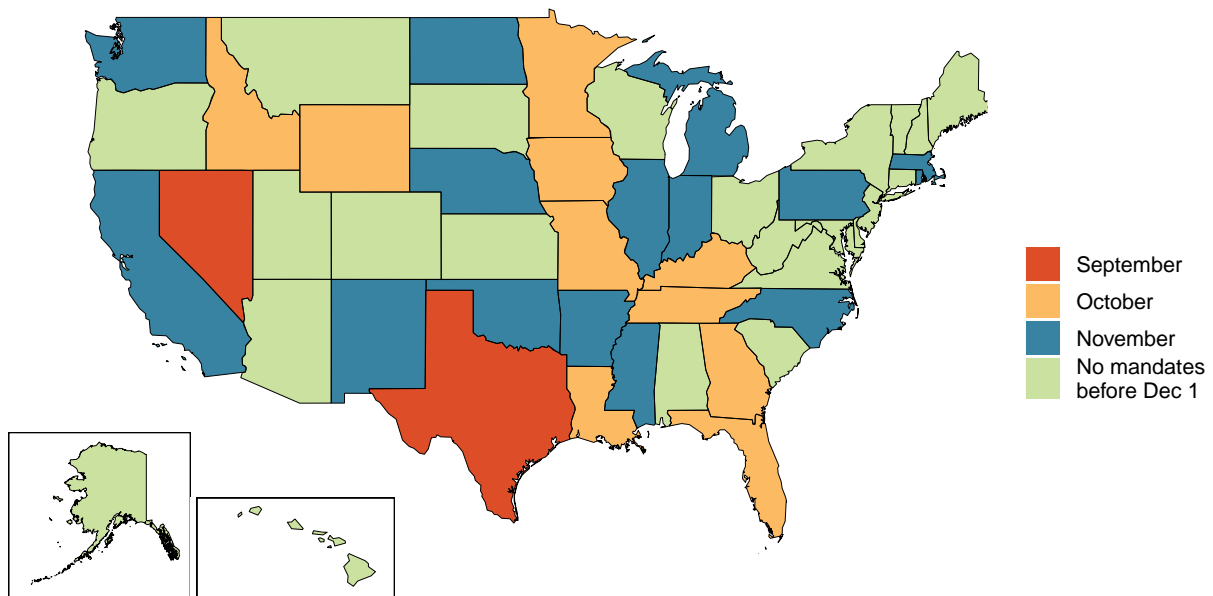 September
October
November
No mandates
before Dec 1